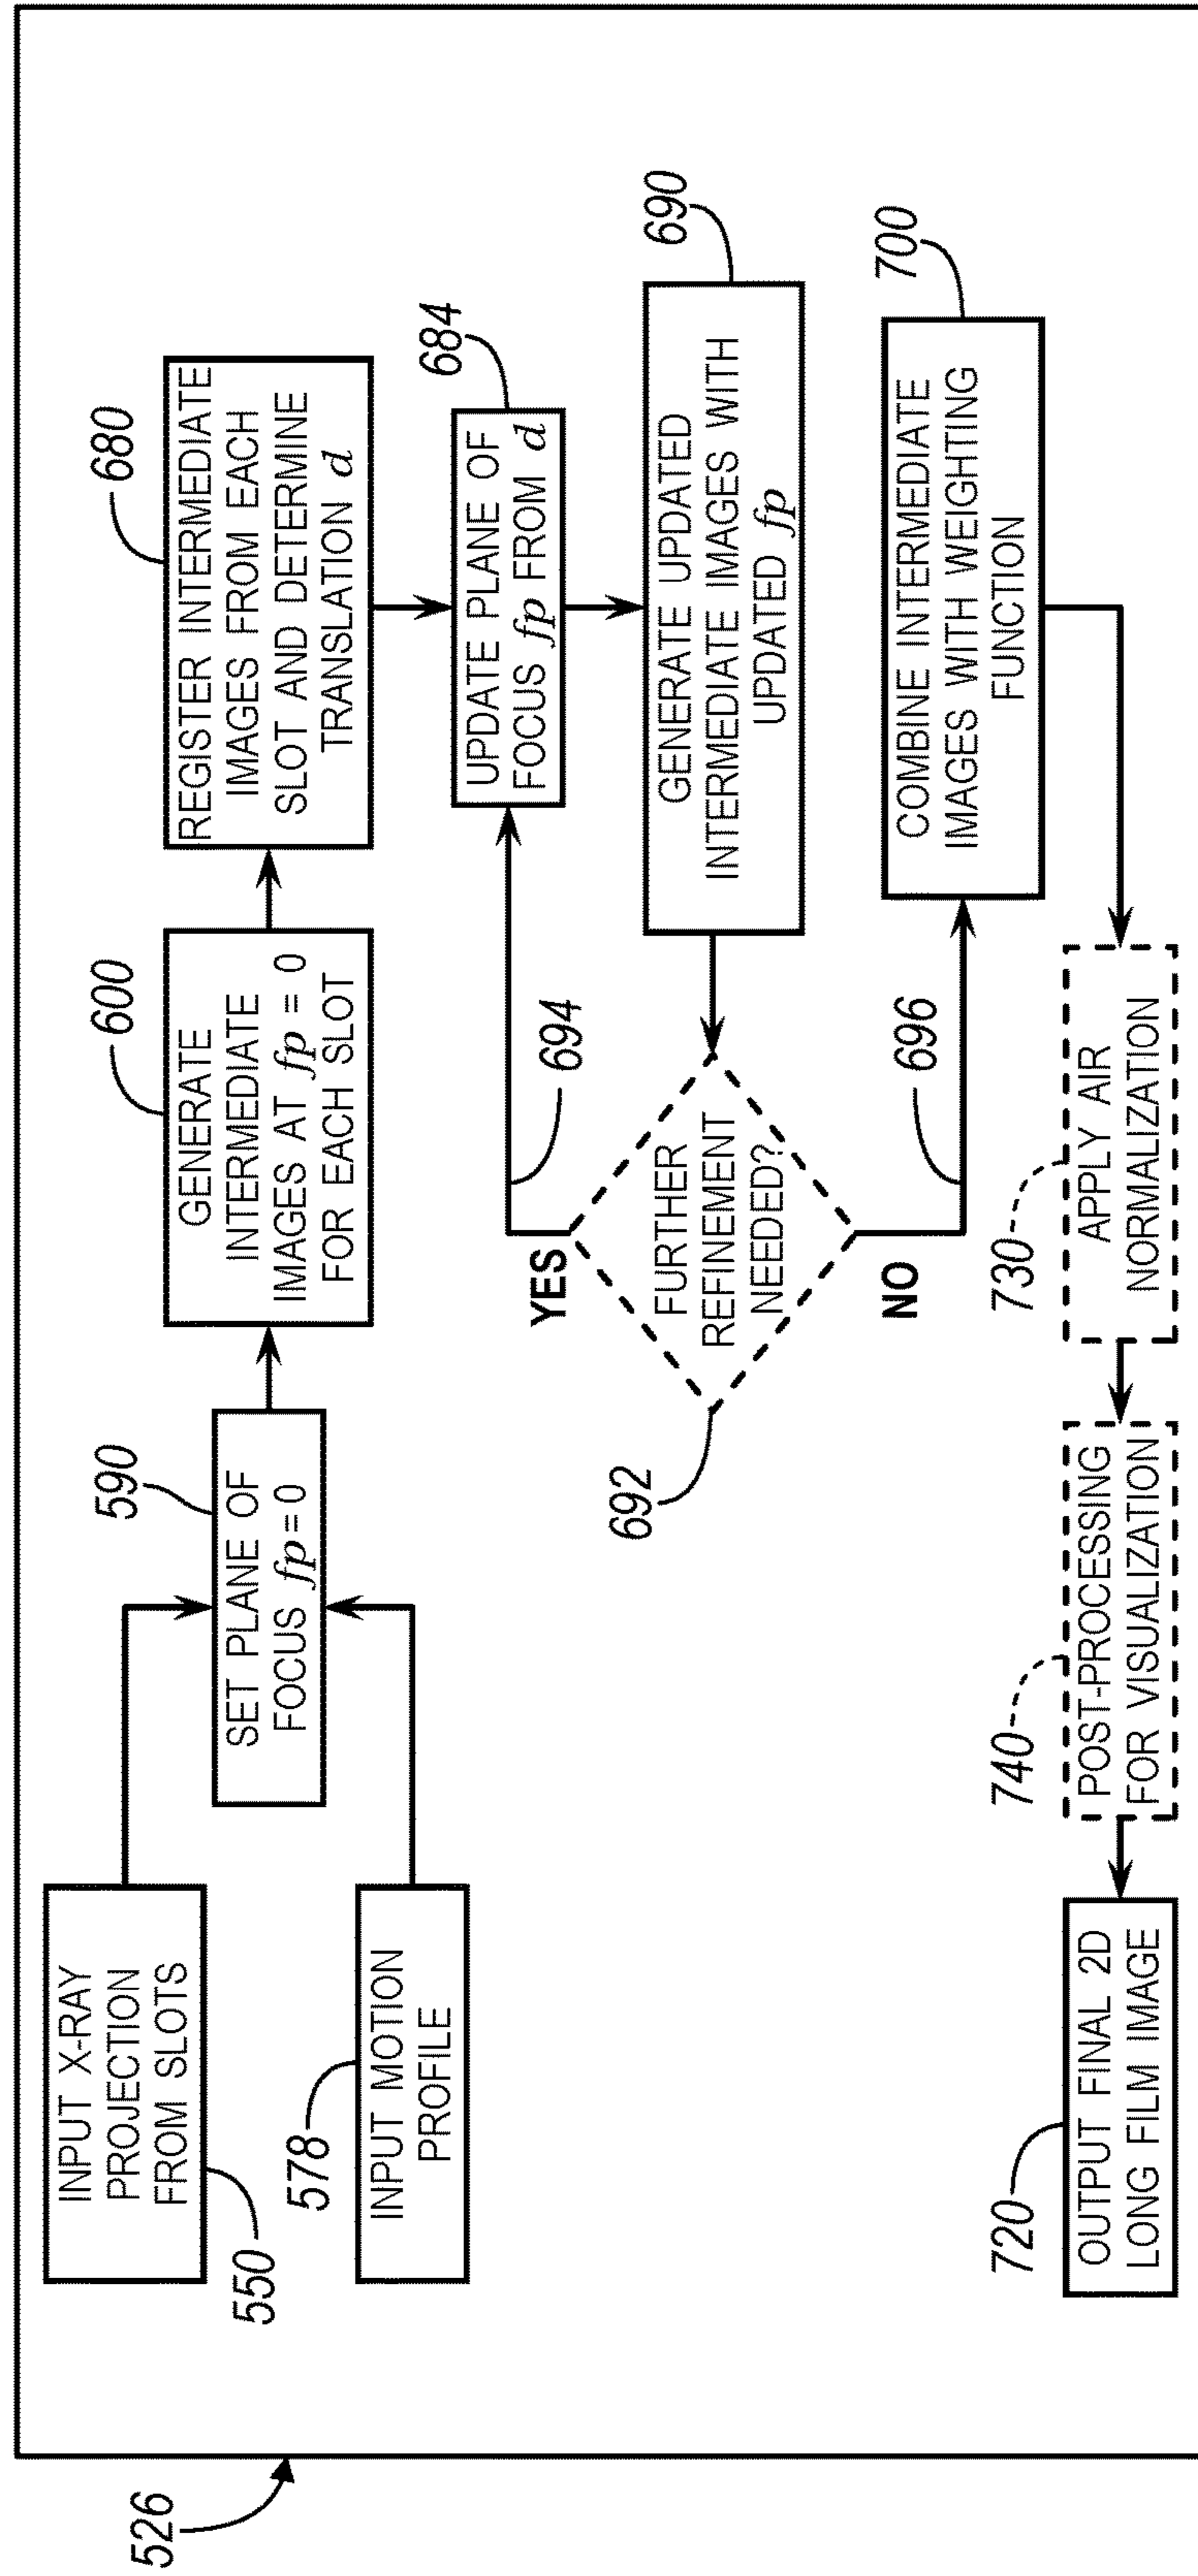 526
INPUT X-RAY
PROJECTION
FROM SLOTS
550
578
INPUT MOTION
PROFILE
590
SET PLANE OF
FOCUS fp = 0
600
GENERATE
INTERMEDIATE
IMAGES AT fp = 0
FOR EACH SLOT
680
REGISTER INTERMEDIATE
IMAGES FROM EACH
SLOT AND DETERMINE
TRANSLATION d
684
UPDATE PLANE OF
FOCUS fp FROM d
690
GENERATE UPDATED
INTERMEDIATE IMAGES WITH
UPDATED fp
692
FURTHER
REFINEMENT
NEEDED?
YES
694
NO
696
700
COMBINE INTERMEDIATE
IMAGES WITH WEIGHTING
FUNCTION
730
APPLY AIR
NORMALIZATION
740
POST-PROCESSING
FOR VISUALIZATION
720
OUTPUT FINAL 2D
LONG FILM IMAGE